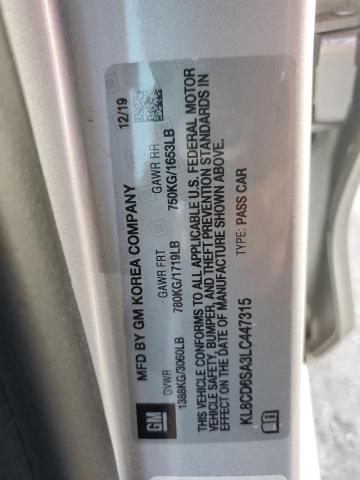 MFD BY GM KOREA COMPANY 12/19
GM
GVWR GAWR FRT GAWR RR
1388KG/3060LB 780KG/1719LB 750KG/1653LB
THIS VEHICLE CONFORMS TO ALL APPLICABLE U.S. FEDERAL MOTOR
VEHICLE SAFETY, BUMPER, AND THEFT PREVENTION STANDARDS IN
EFFECT ON THE DATE OF MANUFACTURE SHOWN ABOVE.
KL8CD6SA3LC447315 TYPE: PASS CAR